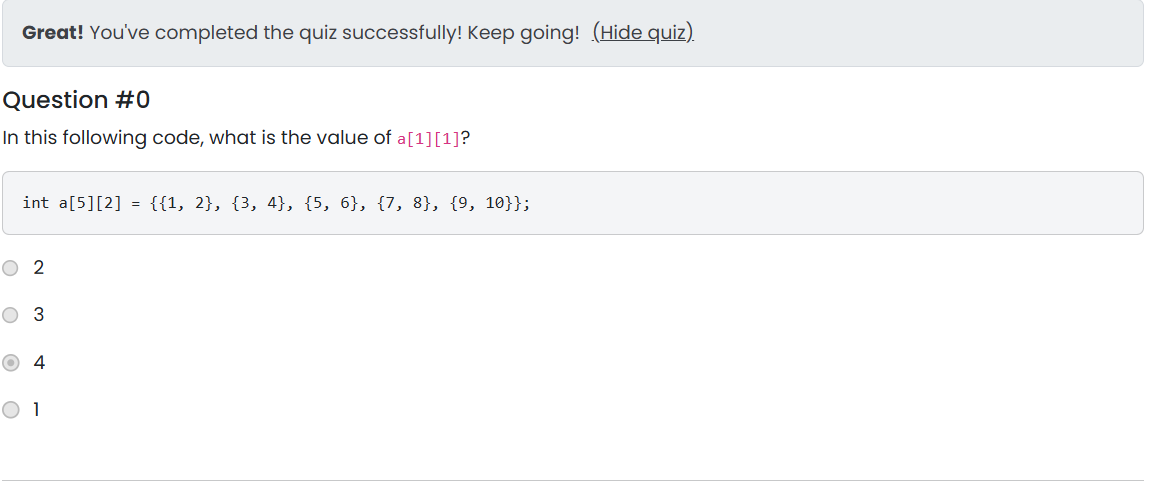 Great! You've completed the quiz successfully! Keep going! (Hide quiz)
Question #0
In this following code, what is the value of a[1][1]?
int a[5][2] = {{1, 2}, {3, 4}, {5, 6}, {7, 8}, {9, 10}};
2
3
4
1